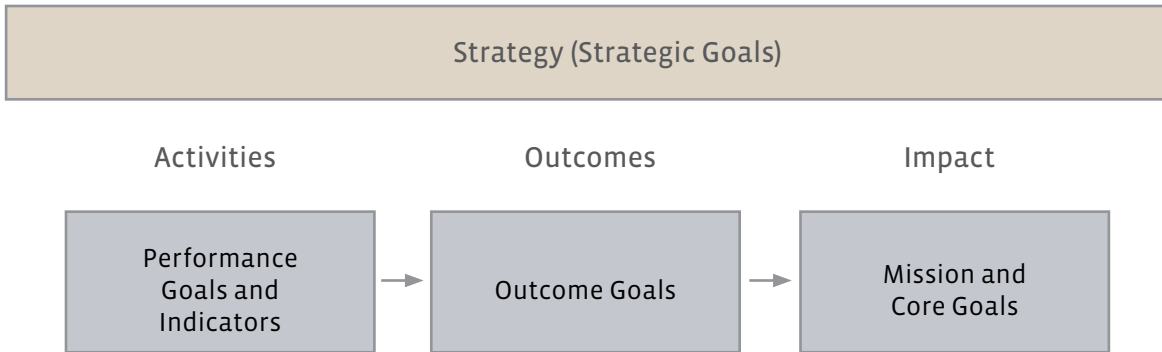 Strategy (Strategic Goals)
Activities
Outcomes
Impact
Performance
Goals and
Indicators
Outcome Goals
Mission and
Core Goals